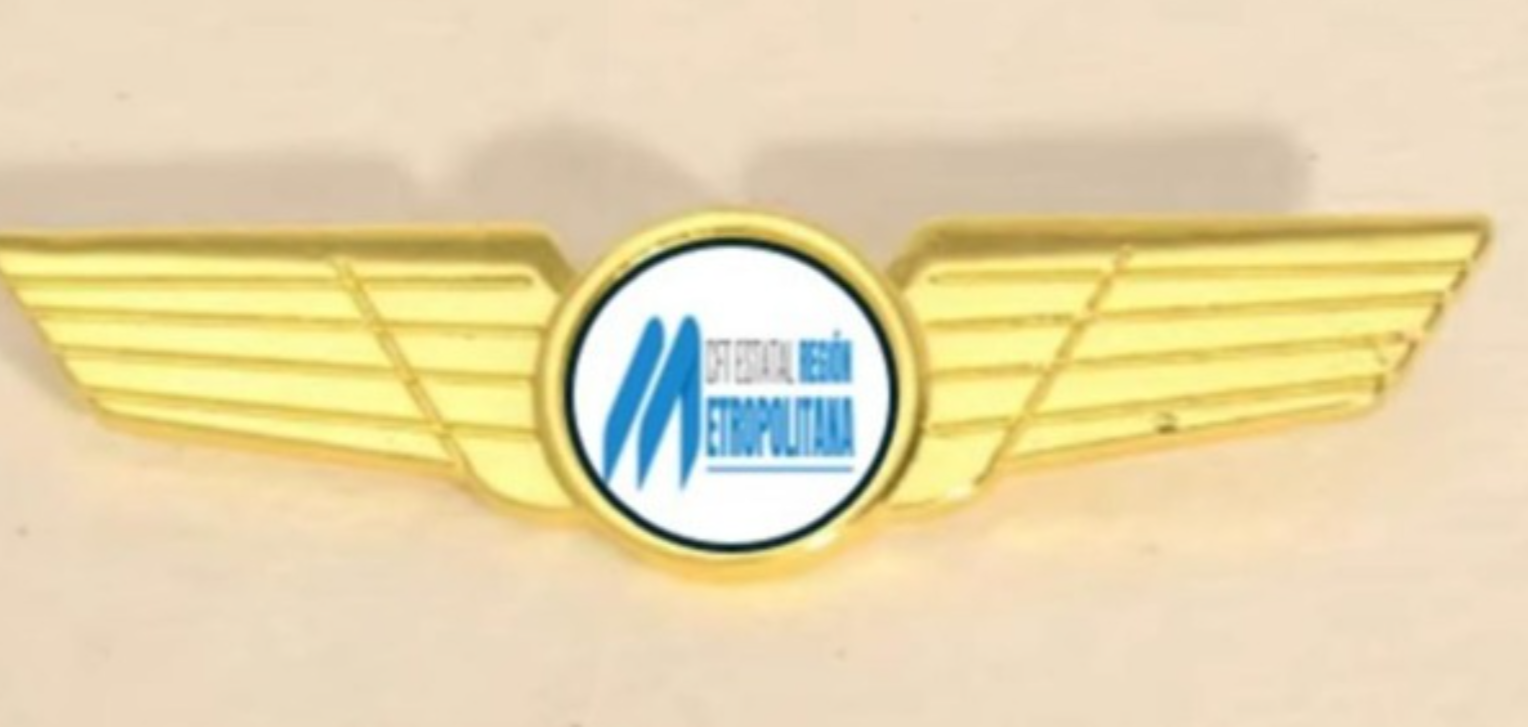 CFT ESTATAL REGIÓN
METROPOLITANA